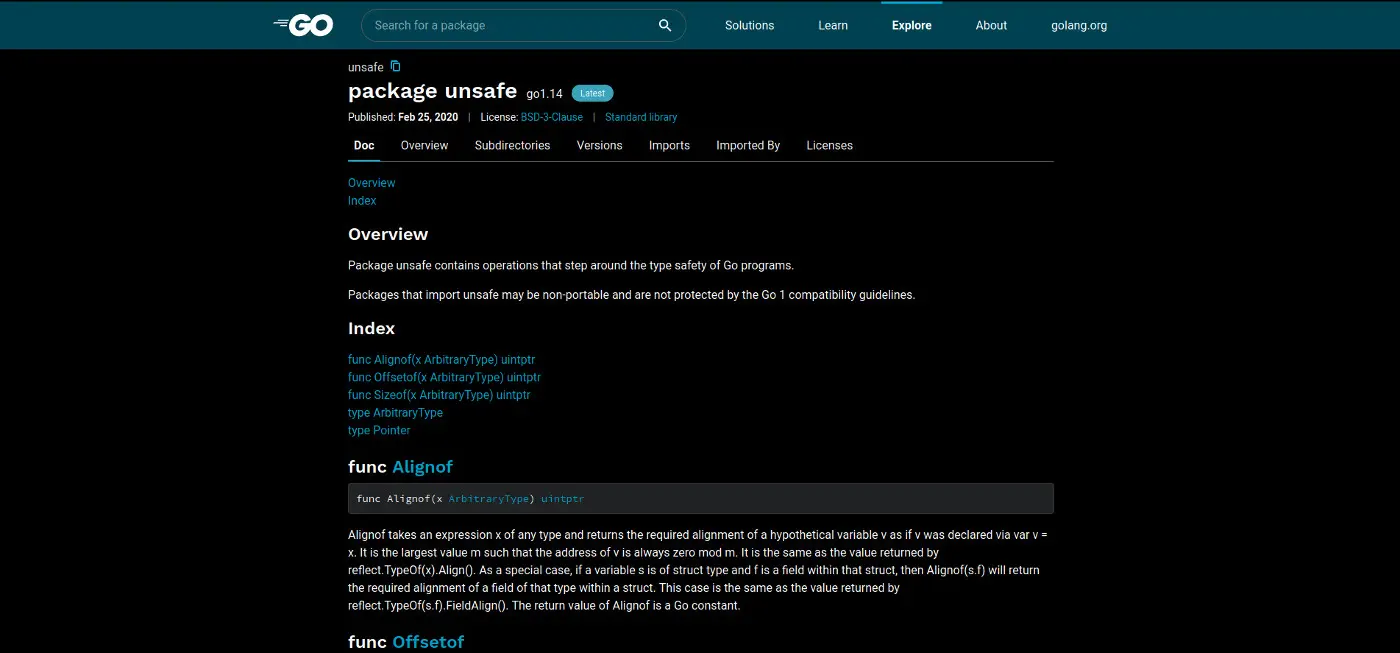 GO
Search for a package
Solutions
Learn
Explore
About
golang.org
unsafe
package unsafe go1.14 Latest
Published: Feb 25, 2020 | License: BSD-3-Clause | Standard library
Doc
Overview
Subdirectories
Versions
Imports
Imported By
Licenses
Overview
Index
Overview
Package unsafe contains operations that step around the type safety of Go programs.
Packages that import unsafe may be non-portable and are not protected by the Go 1 compatibility guidelines.
Index
func Alignof(x ArbitraryType) uintptr
func Offsetof(x ArbitraryType) uintptr
func Sizeof(x ArbitraryType) uintptr
type ArbitraryType
type Pointer
func Alignof
func Alignof(x ArbitraryType) uintptr
Alignof takes an expression x of any type and returns the required alignment of a hypothetical variable v as if v was declared via var v =
x. It is the largest value m such that the address of v is always zero mod m. It is the same as the value returned by
reflect.TypeOf(x).Align(). As a special case, if a variable s is of struct type and f is a field within that struct, then Alignof(s.f) will return
the required alignment of a field of that type within a struct. This case is the same as the value returned by
reflect.TypeOf(s.f).FieldAlign(). The return value of Alignof is a Go constant.
func Offsetof